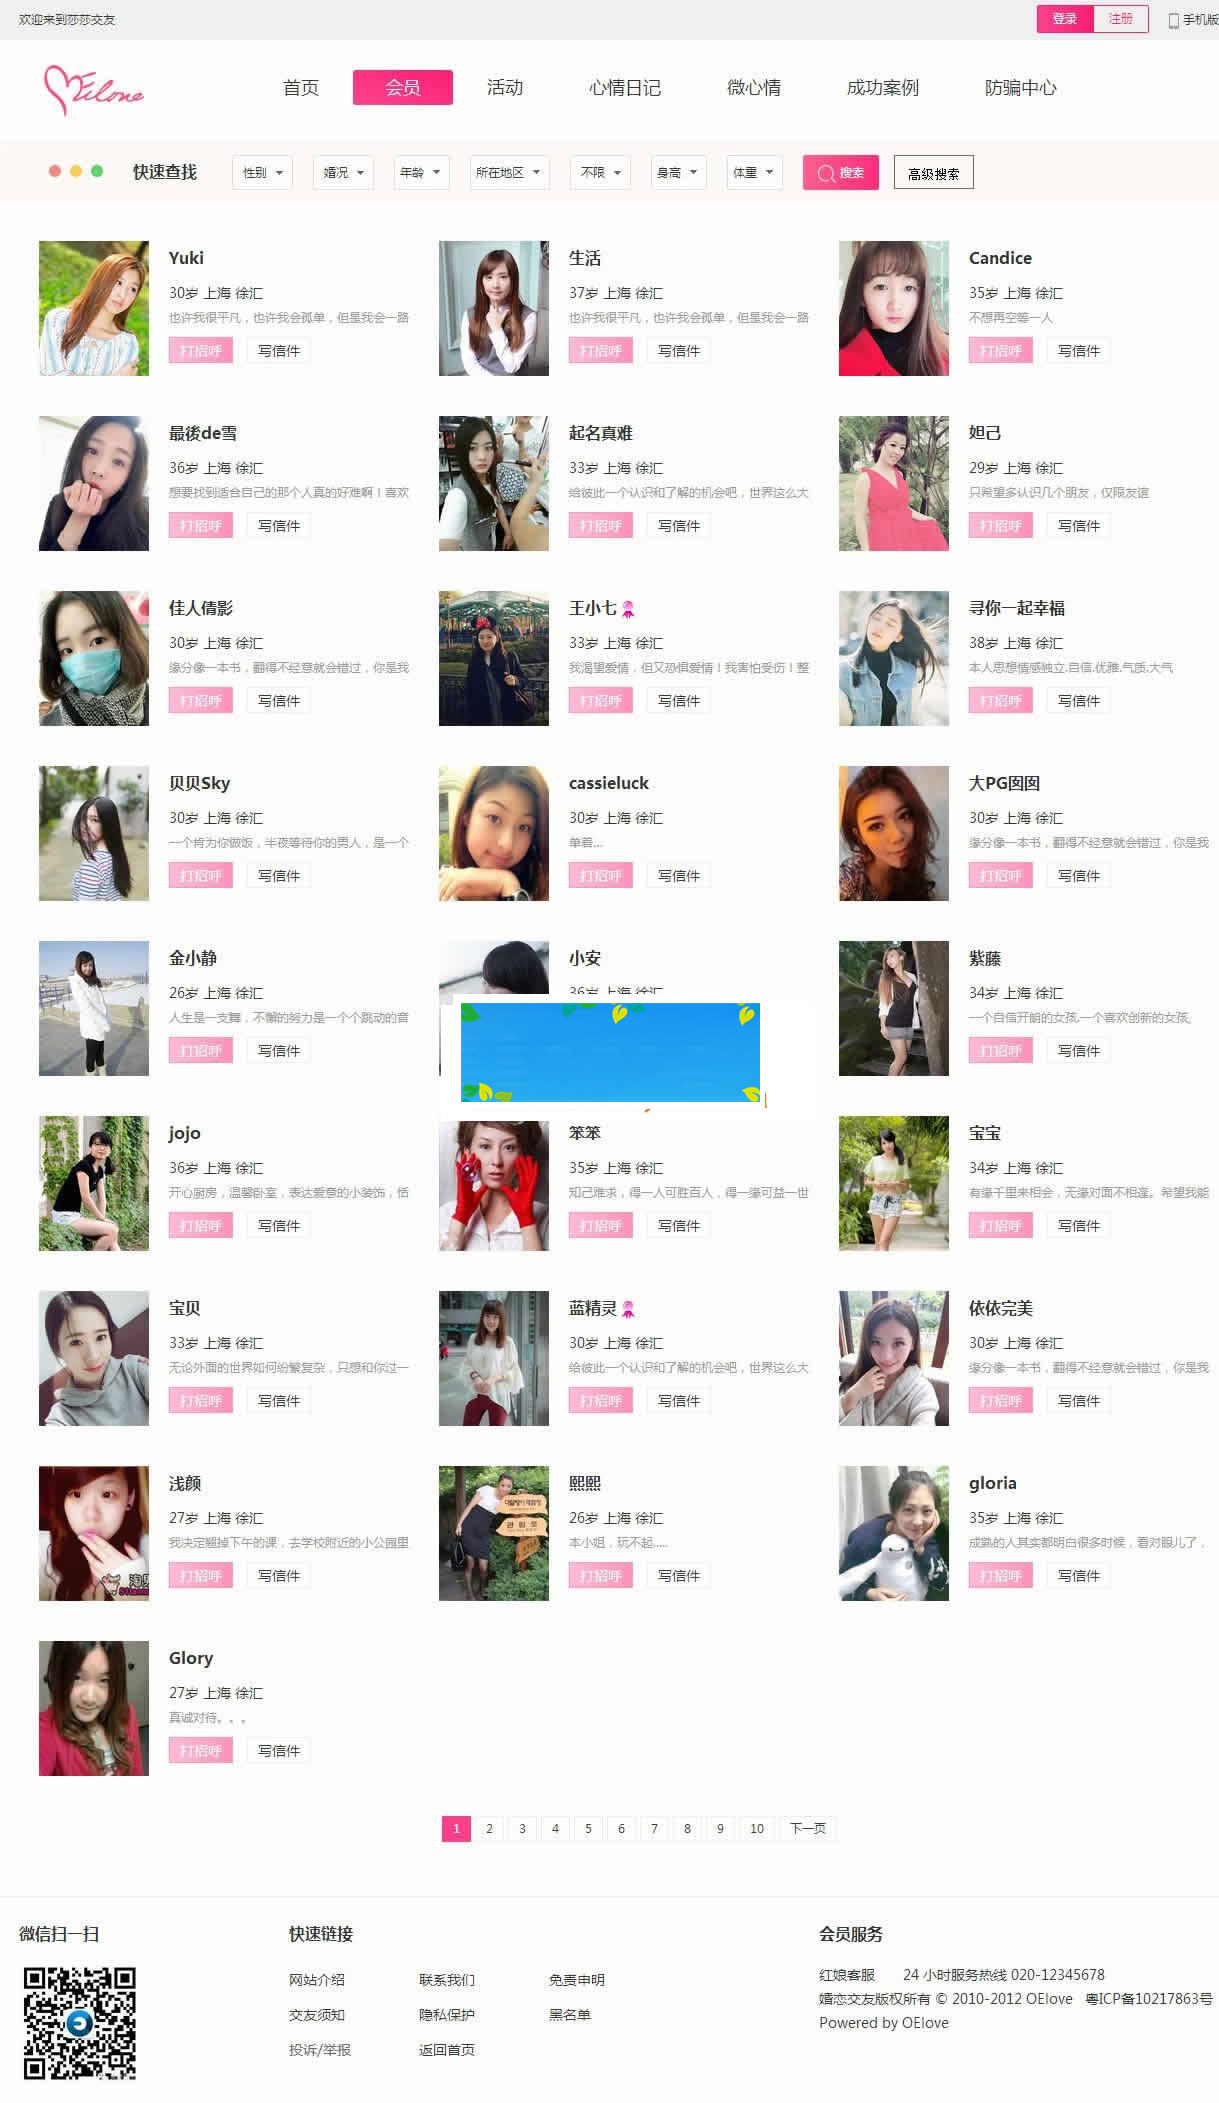 欢迎来到莎莎交友
登录 注册 手机版
OElove
首页 会员 活动 心情日记 微心情 成功案例 防骗中心
快速查找 性别 婚况 年龄 所在地区 不限 身高 体重 搜索 高级搜索
Yuki 生活 Candice
30岁 上海 徐汇 37岁 上海 徐汇 35岁 上海 徐汇
也许我很平凡，也许我会孤单，但是我会一路 也许我很平凡，也许我会孤单，但是我会一路 不想再空等一人
打招呼 写信件 打招呼 写信件 打招呼 写信件
最後de雪 起名真难 妲己
36岁 上海 徐汇 33岁 上海 徐汇 29岁 上海 徐汇
想要找到适合自己的那个人真的好难啊！喜欢 给彼此一个认识和了解的机会吧，世界这么大 只希望多认识几个朋友，仅限友谊
打招呼 写信件 打招呼 写信件 打招呼 写信件
佳人倩影 王小七 寻你一起幸福
30岁 上海 徐汇 33岁 上海 徐汇 38岁 上海 徐汇
缘分像一本书，翻得不经意就会错过，你是我 我渴望爱情，但又恐惧爱情！我害怕受伤！整 本人思想情感独立.自信.优雅.气质.大气
打招呼 写信件 打招呼 写信件 打招呼 写信件
贝贝Sky cassieluck 大PG囡囡
30岁 上海 徐汇 30岁 上海 徐汇 30岁 上海 徐汇
一个肯为你做饭，半夜等待你的男人，是一个 单着... 缘分像一本书，翻得不经意就会错过，你是我
打招呼 写信件 打招呼 写信件 打招呼 写信件
金小静 小安 紫藤
26岁 上海 徐汇 36岁 上海 徐汇 34岁 上海 徐汇
人生是一支舞，不懈的努力是一个个跳动的音 一个自信开朗的女孩,一个喜欢创新的女孩,
打招呼 写信件 打招呼 写信件
jojo 笨笨 宝宝
36岁 上海 徐汇 35岁 上海 徐汇 34岁 上海 徐汇
开心厨房，温馨卧室，表达爱意的小装饰，恬 知己难求，得一人可胜百人，得一缘可益一世 有缘千里来相会，无缘对面不相逢。希望我能
打招呼 写信件 打招呼 写信件 打招呼 写信件
宝贝 蓝精灵 依依完美
33岁 上海 徐汇 30岁 上海 徐汇 30岁 上海 徐汇
无论外面的世界如何纷繁复杂，只想和你过一 给彼此一个认识和了解的机会吧，世界这么大 缘分像一本书，翻得不经意就会错过，你是我
打招呼 写信件 打招呼 写信件 打招呼 写信件
浅颜 熙熙 gloria
27岁 上海 徐汇 26岁 上海 徐汇 35岁 上海 徐汇
我决定翘掉下午的课，去学校附近的小公园里 本小姐，玩不起..... 成熟的人其实都明白很多时候，看对眼儿了，
打招呼 写信件 打招呼 写信件 打招呼 写信件
Glory
27岁 上海 徐汇
真诚对待。。。
打招呼 写信件
1 2 3 4 5 6 7 8 9 10 下一页
微信扫一扫 快速链接 会员服务
网站介绍 联系我们 免责申明 红娘客服 24 小时服务热线 020-12345678
交友须知 隐私保护 黑名单 婚恋交友版权所有 © 2010-2012 OElove 粤ICP备10217863号
投诉/举报 返回首页 Powered by OElove